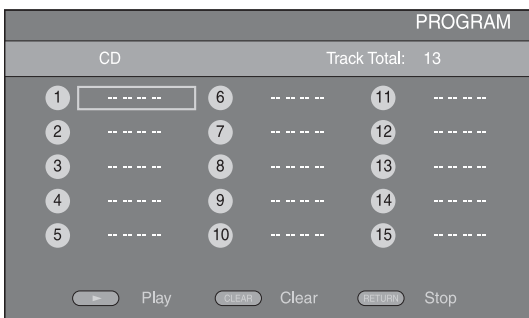 PROGRAM
CD Track Total: 13
1 -- -- -- -- 6 -- -- -- -- 11 -- -- -- --
2 -- -- -- -- 7 -- -- -- -- 12 -- -- -- --
3 -- -- -- -- 8 -- -- -- -- 13 -- -- -- --
4 -- -- -- -- 9 -- -- -- -- 14 -- -- -- --
5 -- -- -- -- 10 -- -- -- -- 15 -- -- -- --
Play CLEAR Clear RETURN Stop